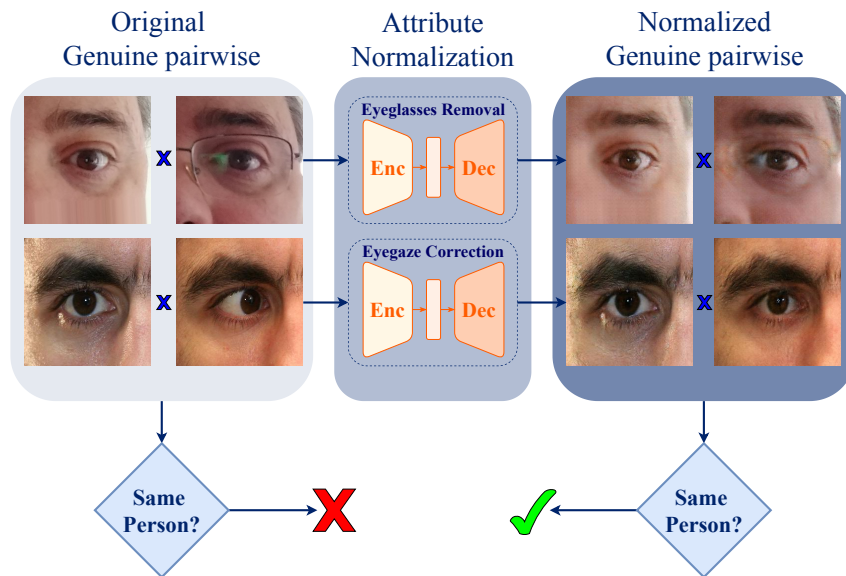 Original
Genuine pairwise
Attribute
Normalization
Normalized
Genuine pairwise
Eyeglasses Removal
x
Enc
Dec
x
Eyegaze Correction
X
Enc
Dec
X
Same
Person?
X
Same
Person?